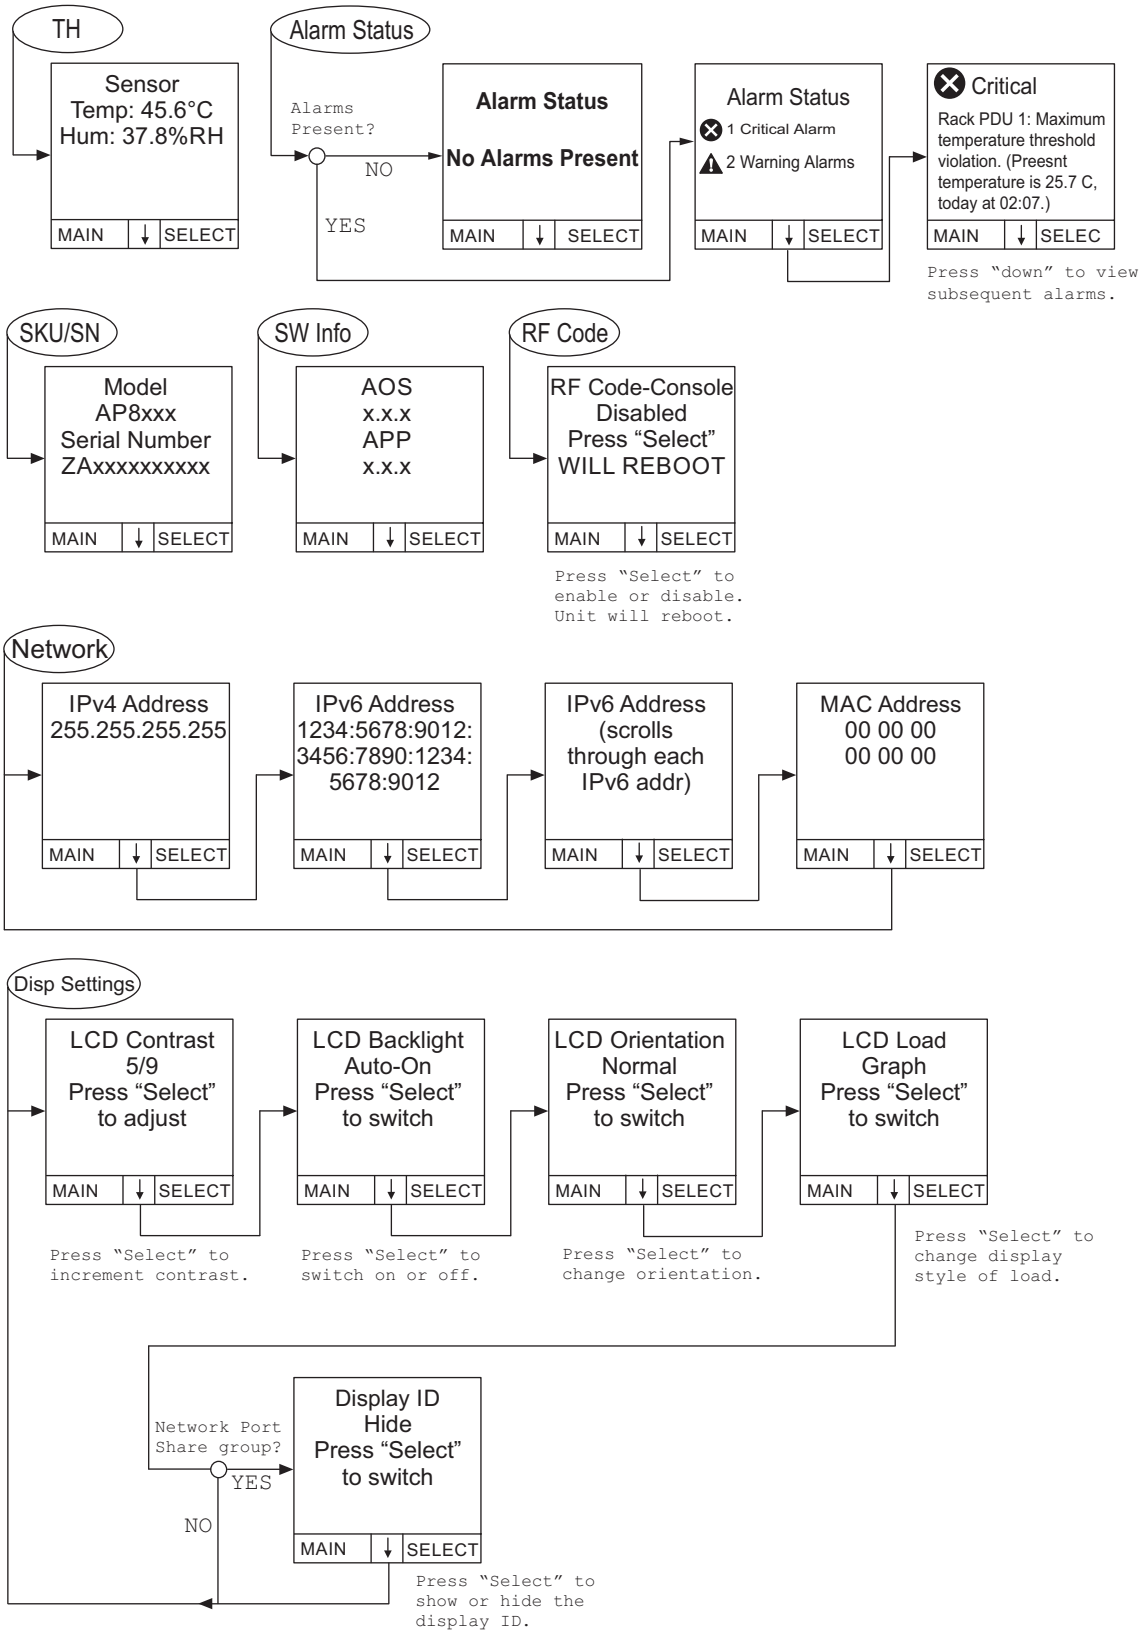 TH
Sensor
Temp: 45.6°C
Hum: 37.8%RH
MAIN ↓ SELECT
Alarm Status
Alarms
Present?
NO
YES
Alarm Status
No Alarms Present
MAIN ↓ SELECT
Alarm Status
1 Critical Alarm
2 Warning Alarms
MAIN ↓ SELECT
Critical
Rack PDU 1: Maximum
temperature threshold
violation. (Preesnt
temperature is 25.7 C,
today at 02:07.)
MAIN ↓ SELEC
Press “down” to view
subsequent alarms.
SKU/SN
Model
AP8xxx
Serial Number
ZAxxxxxxxxxx
MAIN ↓ SELECT
SW Info
AOS
x.x.x
APP
x.x.x
MAIN ↓ SELECT
RF Code
RF Code-Console
Disabled
Press “Select”
WILL REBOOT
MAIN ↓ SELECT
Press “Select” to
enable or disable.
Unit will reboot.
Network
IPv4 Address
255.255.255.255
MAIN ↓ SELECT
IPv6 Address
1234:5678:9012:
3456:7890:1234:
5678:9012
MAIN ↓ SELECT
IPv6 Address
(scrolls
through each
IPv6 addr)
MAIN ↓ SELECT
MAC Address
00 00 00
00 00 00
MAIN ↓ SELECT
Disp Settings
LCD Contrast
5/9
Press “Select”
to adjust
MAIN ↓ SELECT
Press “Select” to
increment contrast.
LCD Backlight
Auto-On
Press “Select”
to switch
MAIN ↓ SELECT
Press “Select” to
switch on or off.
LCD Orientation
Normal
Press “Select”
to switch
MAIN ↓ SELECT
Press “Select” to
change orientation.
LCD Load
Graph
Press “Select”
to switch
MAIN ↓ SELECT
Press “Select” to
change display
style of load.
Network Port
Share group?
YES
NO
Display ID
Hide
Press “Select”
to switch
MAIN ↓ SELECT
Press “Select” to
show or hide the
display ID.